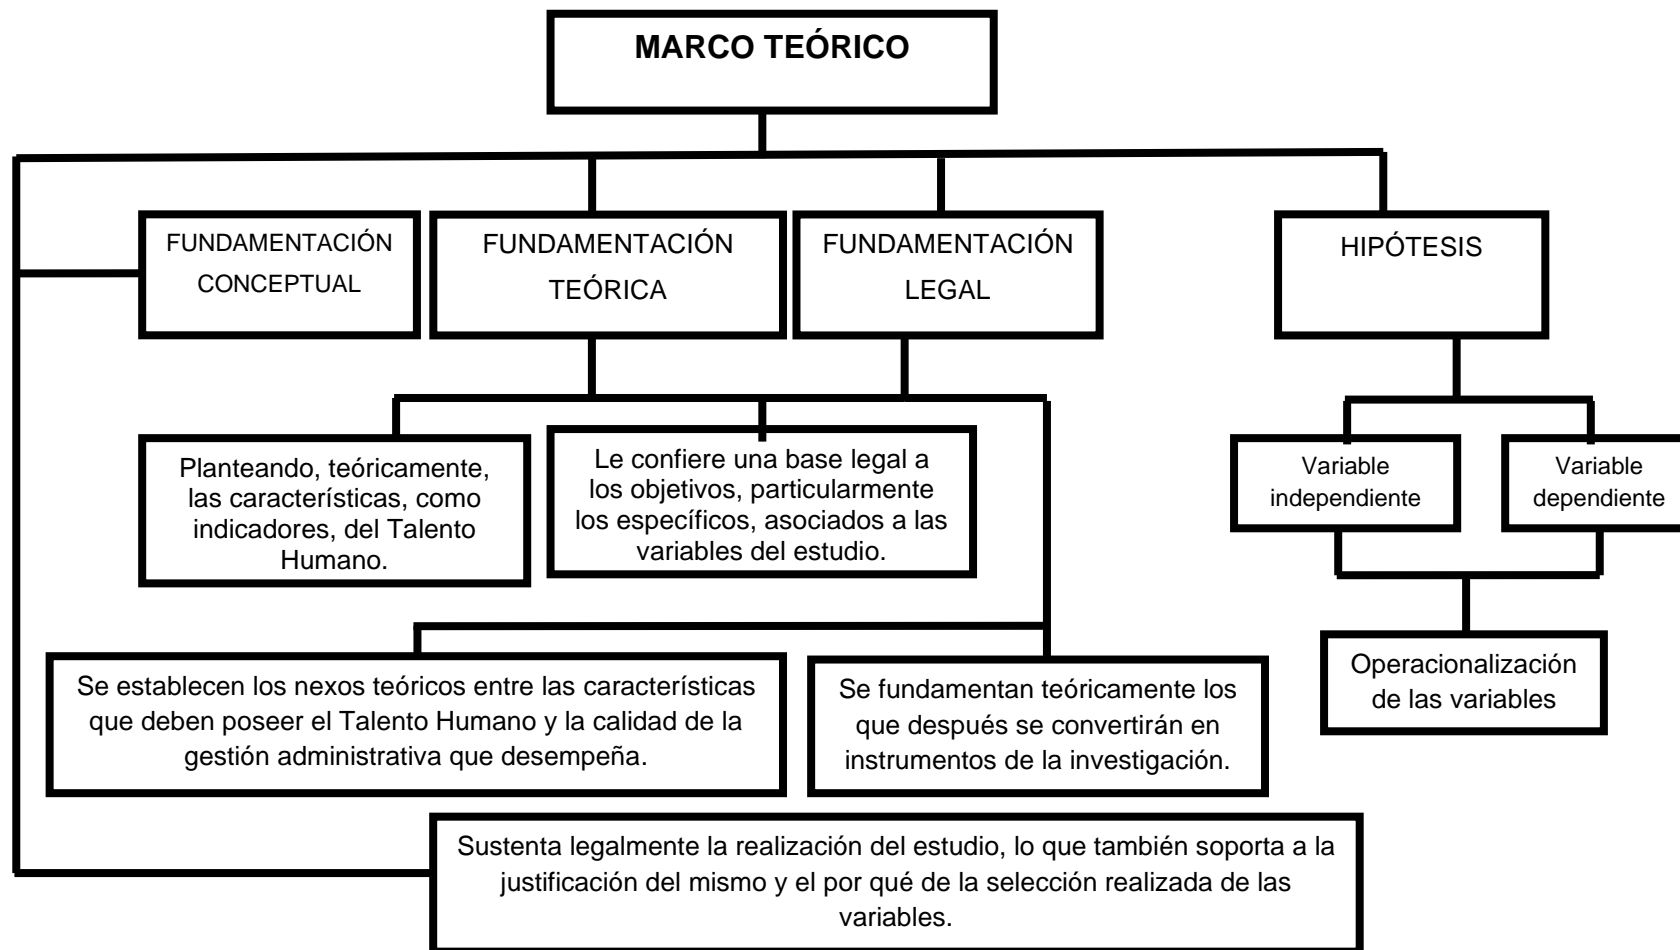 MARCO TEÓRICO
FUNDAMENTACIÓN
CONCEPTUAL
FUNDAMENTACIÓN
TEÓRICA
FUNDAMENTACIÓN
LEGAL
HIPÓTESIS
Planteando, teóricamente,
las características, como
indicadores, del Talento
Humano.
Le confiere una base legal a
los objetivos, particularmente
los específicos, asociados a las
variables del estudio.
Variable
independiente
Variable
dependiente
Se establecen los nexos teóricos entre las características
que deben poseer el Talento Humano y la calidad de la
gestión administrativa que desempeña.
Se fundamentan teóricamente los
que después se convertirán en
instrumentos de la investigación.
Operacionalización
de las variables
Sustenta legalmente la realización del estudio, lo que también soporta a la
justificación del mismo y el por qué de la selección realizada de las
variables.